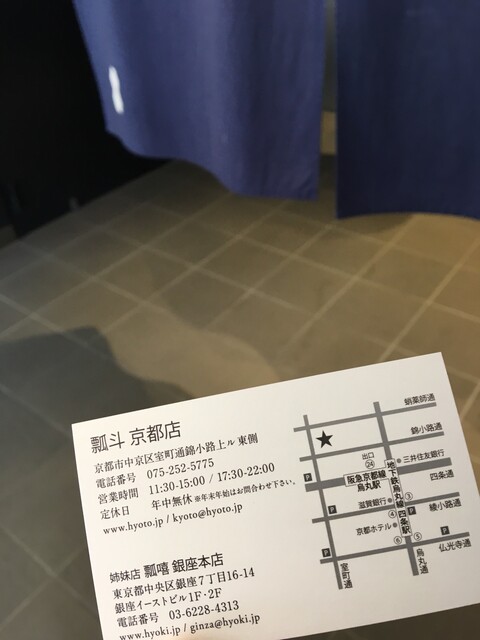 瓢斗 京都店
京都市中京区室町通錦小路上ル東側
電話番号 075-252-5775
営業時間 11:30-15:00 / 17:30-22:00
定休日 年中無休 ※年末年始はお問合わせ下さい。
www.hyoto.jp / kyoto@hyoto.jp
姉妹店 瓢嘻 銀座本店
東京都中央区銀座7丁目16-14
銀座イーストビル1F・2F
電話番号 03-6228-4313
www.hyoki.jp / ginza@hyoki.jp
蛸薬師通
錦小路通
出口
㉔
三井住友銀行
阪急京都線
烏丸駅
地下鉄烏丸線
四条駅
四条通
滋賀銀行
③
P
綾小路通
P
④
京都ホテル
P
⑥
⑤
仏光寺通
P
P
室町通
烏丸通